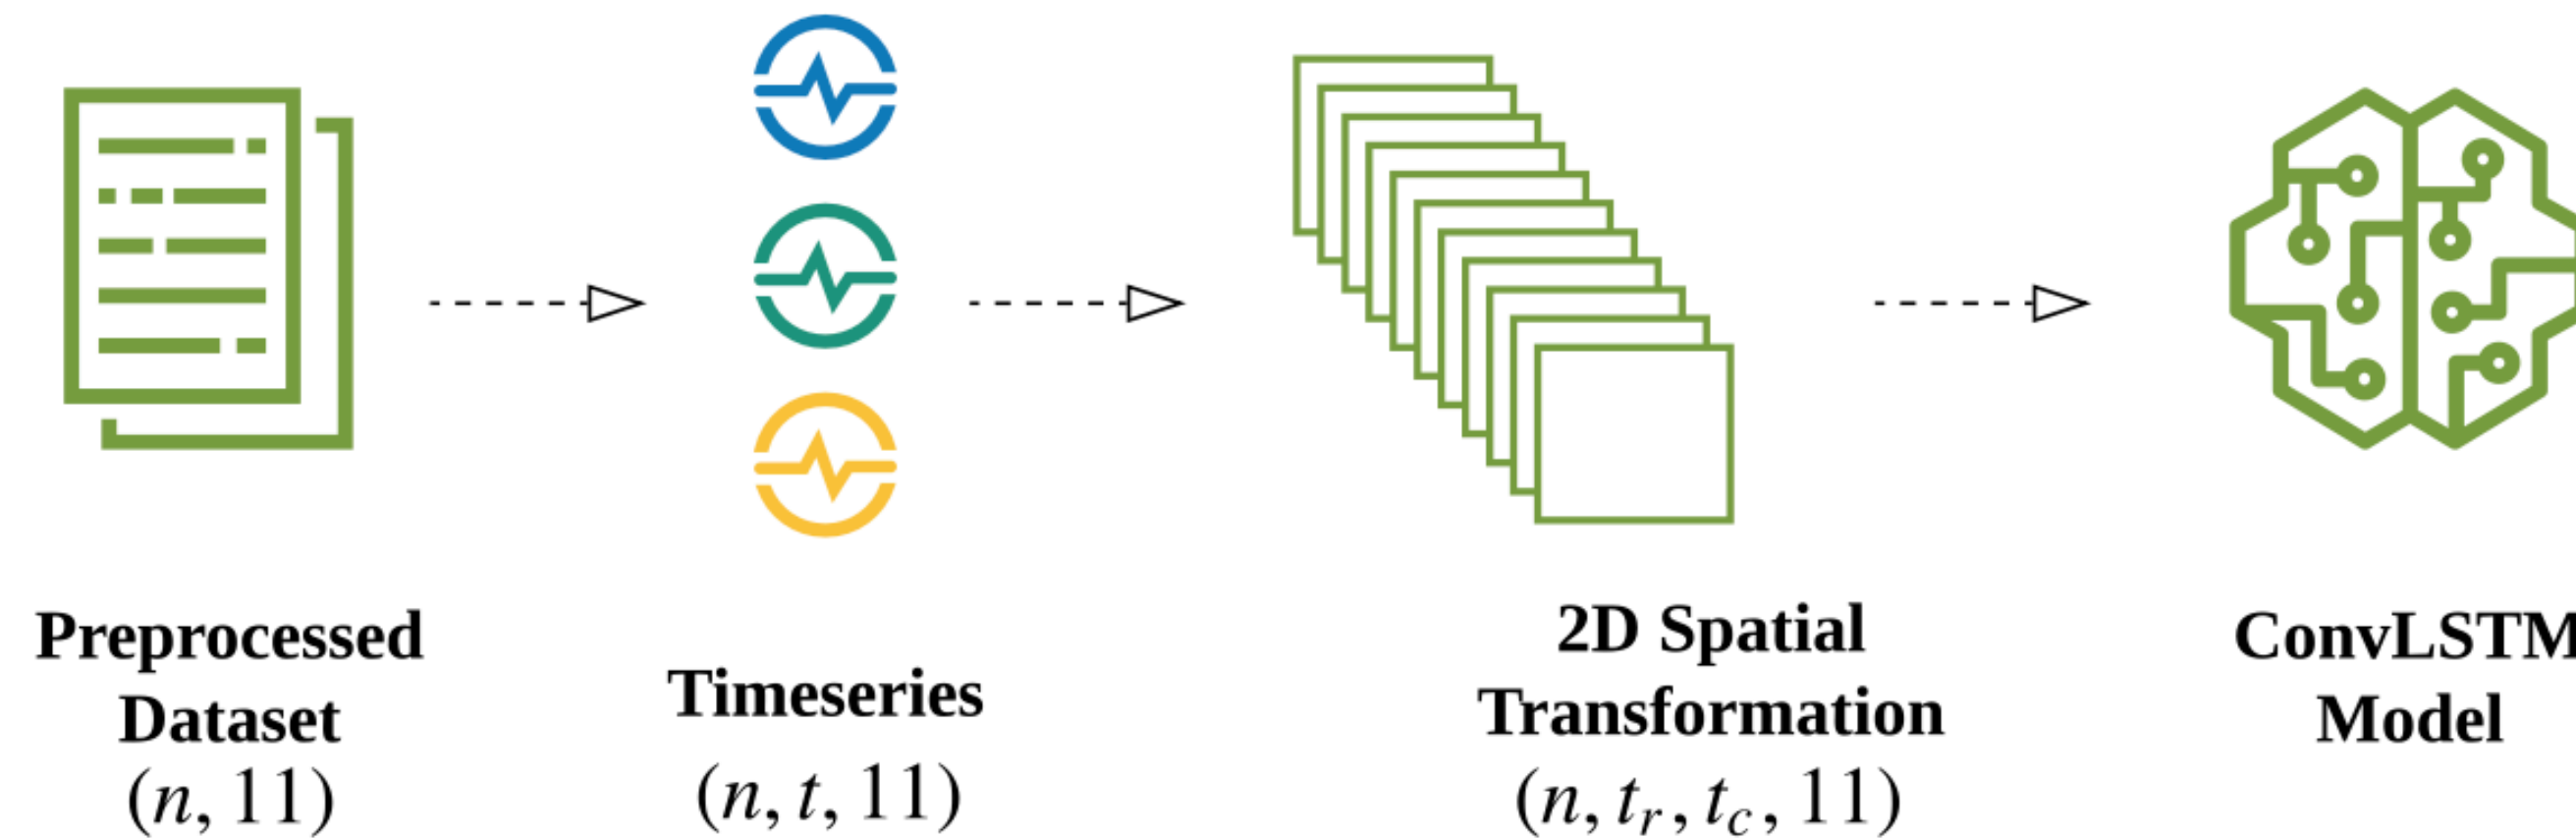 Preprocessed
Dataset
(n, 11)
Timeseries
(n, t, 11)
2D Spatial
Transformation
(n, t_r, t_c, 11)
ConvLSTM
Model